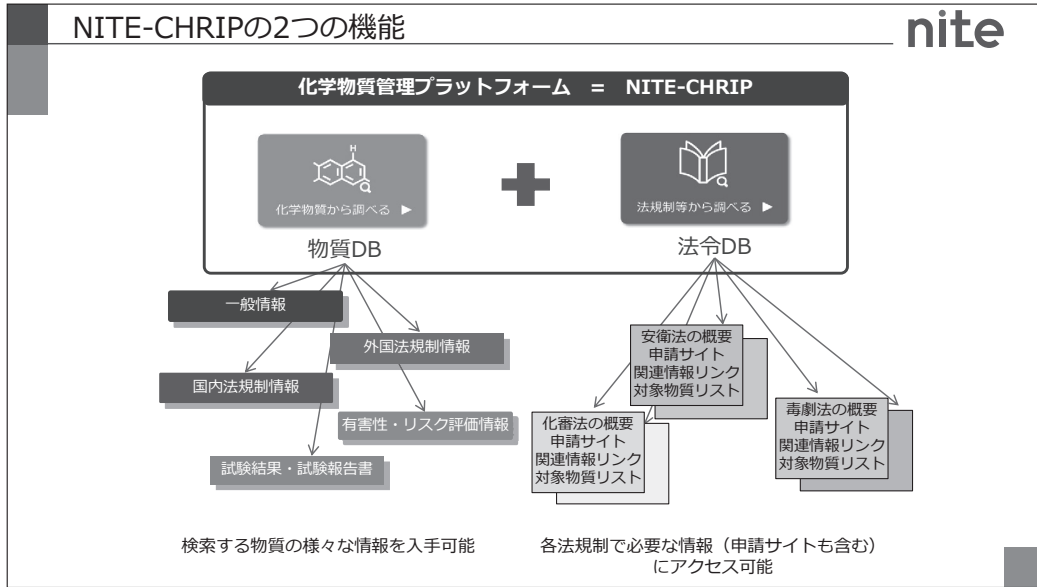 NITE-CHRIPの2つの機能
nite
化学物質管理プラットフォーム = NITE-CHRIP
H
化学物質から調べる ▶
法規制等から調べる ▶
物質DB
法令DB
一般情報
外国法規制情報
国内法規制情報
有害性・リスク評価情報
試験結果・試験報告書
安衛法の概要
申請サイト
関連情報リンク
対象物質リスト
化審法の概要
申請サイト
関連情報リンク
対象物質リスト
毒劇法の概要
申請サイト
関連情報リンク
対象物質リスト
検索する物質の様々な情報を入手可能
各法規制で必要な情報（申請サイトも含む）
にアクセス可能